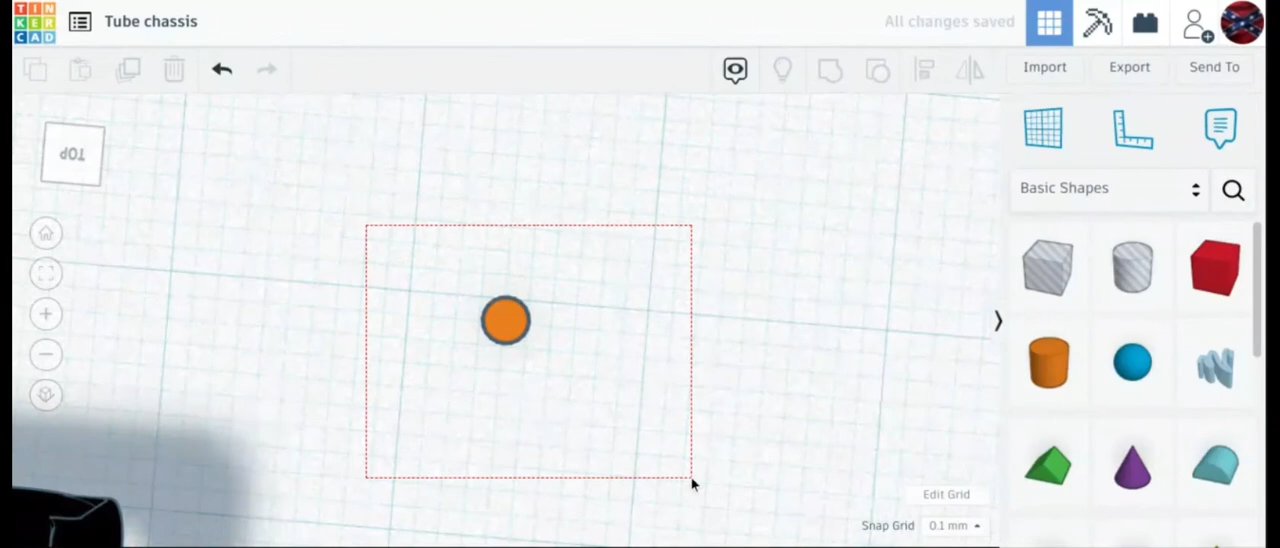 TIN
KER
CAD
Tube chassis
All changes saved
Import
Export
Send To
TOP
Basic Shapes
Edit Grid
Snap Grid
0.1 mm